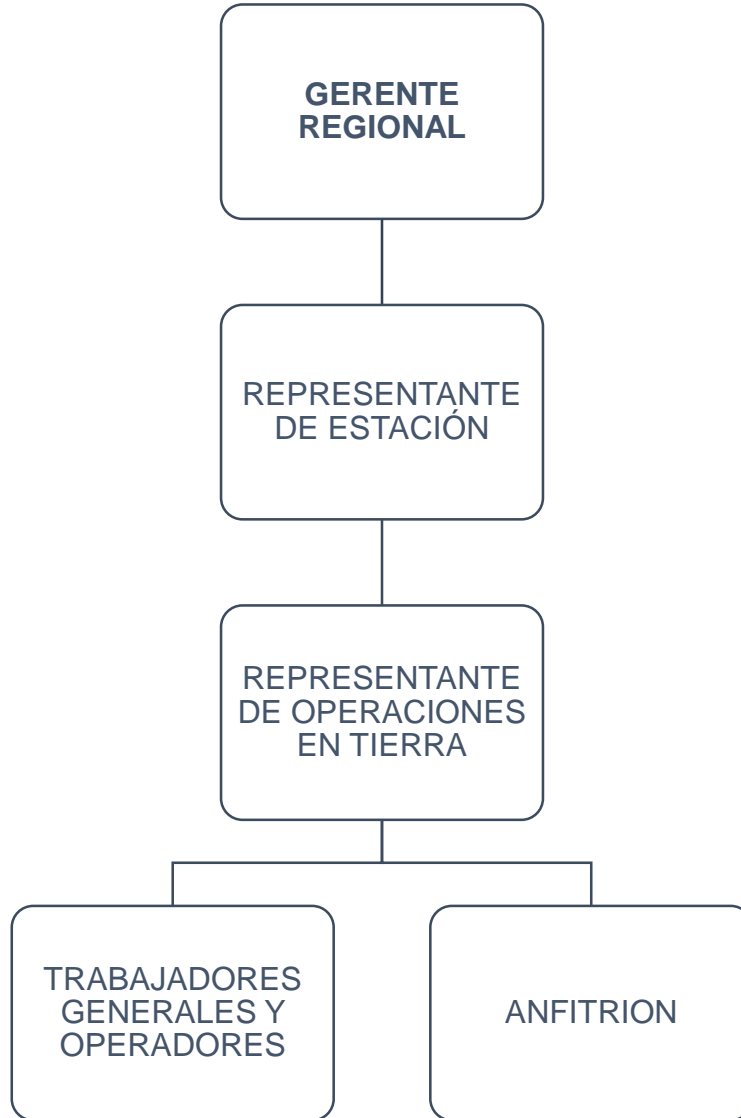 GERENTE
REGIONAL
REPRESENTANTE
DE ESTACIÓN
REPRESENTANTE
DE OPERACIONES
EN TIERRA
TRABAJADORES
GENERALES Y
OPERADORES
ANFITRION